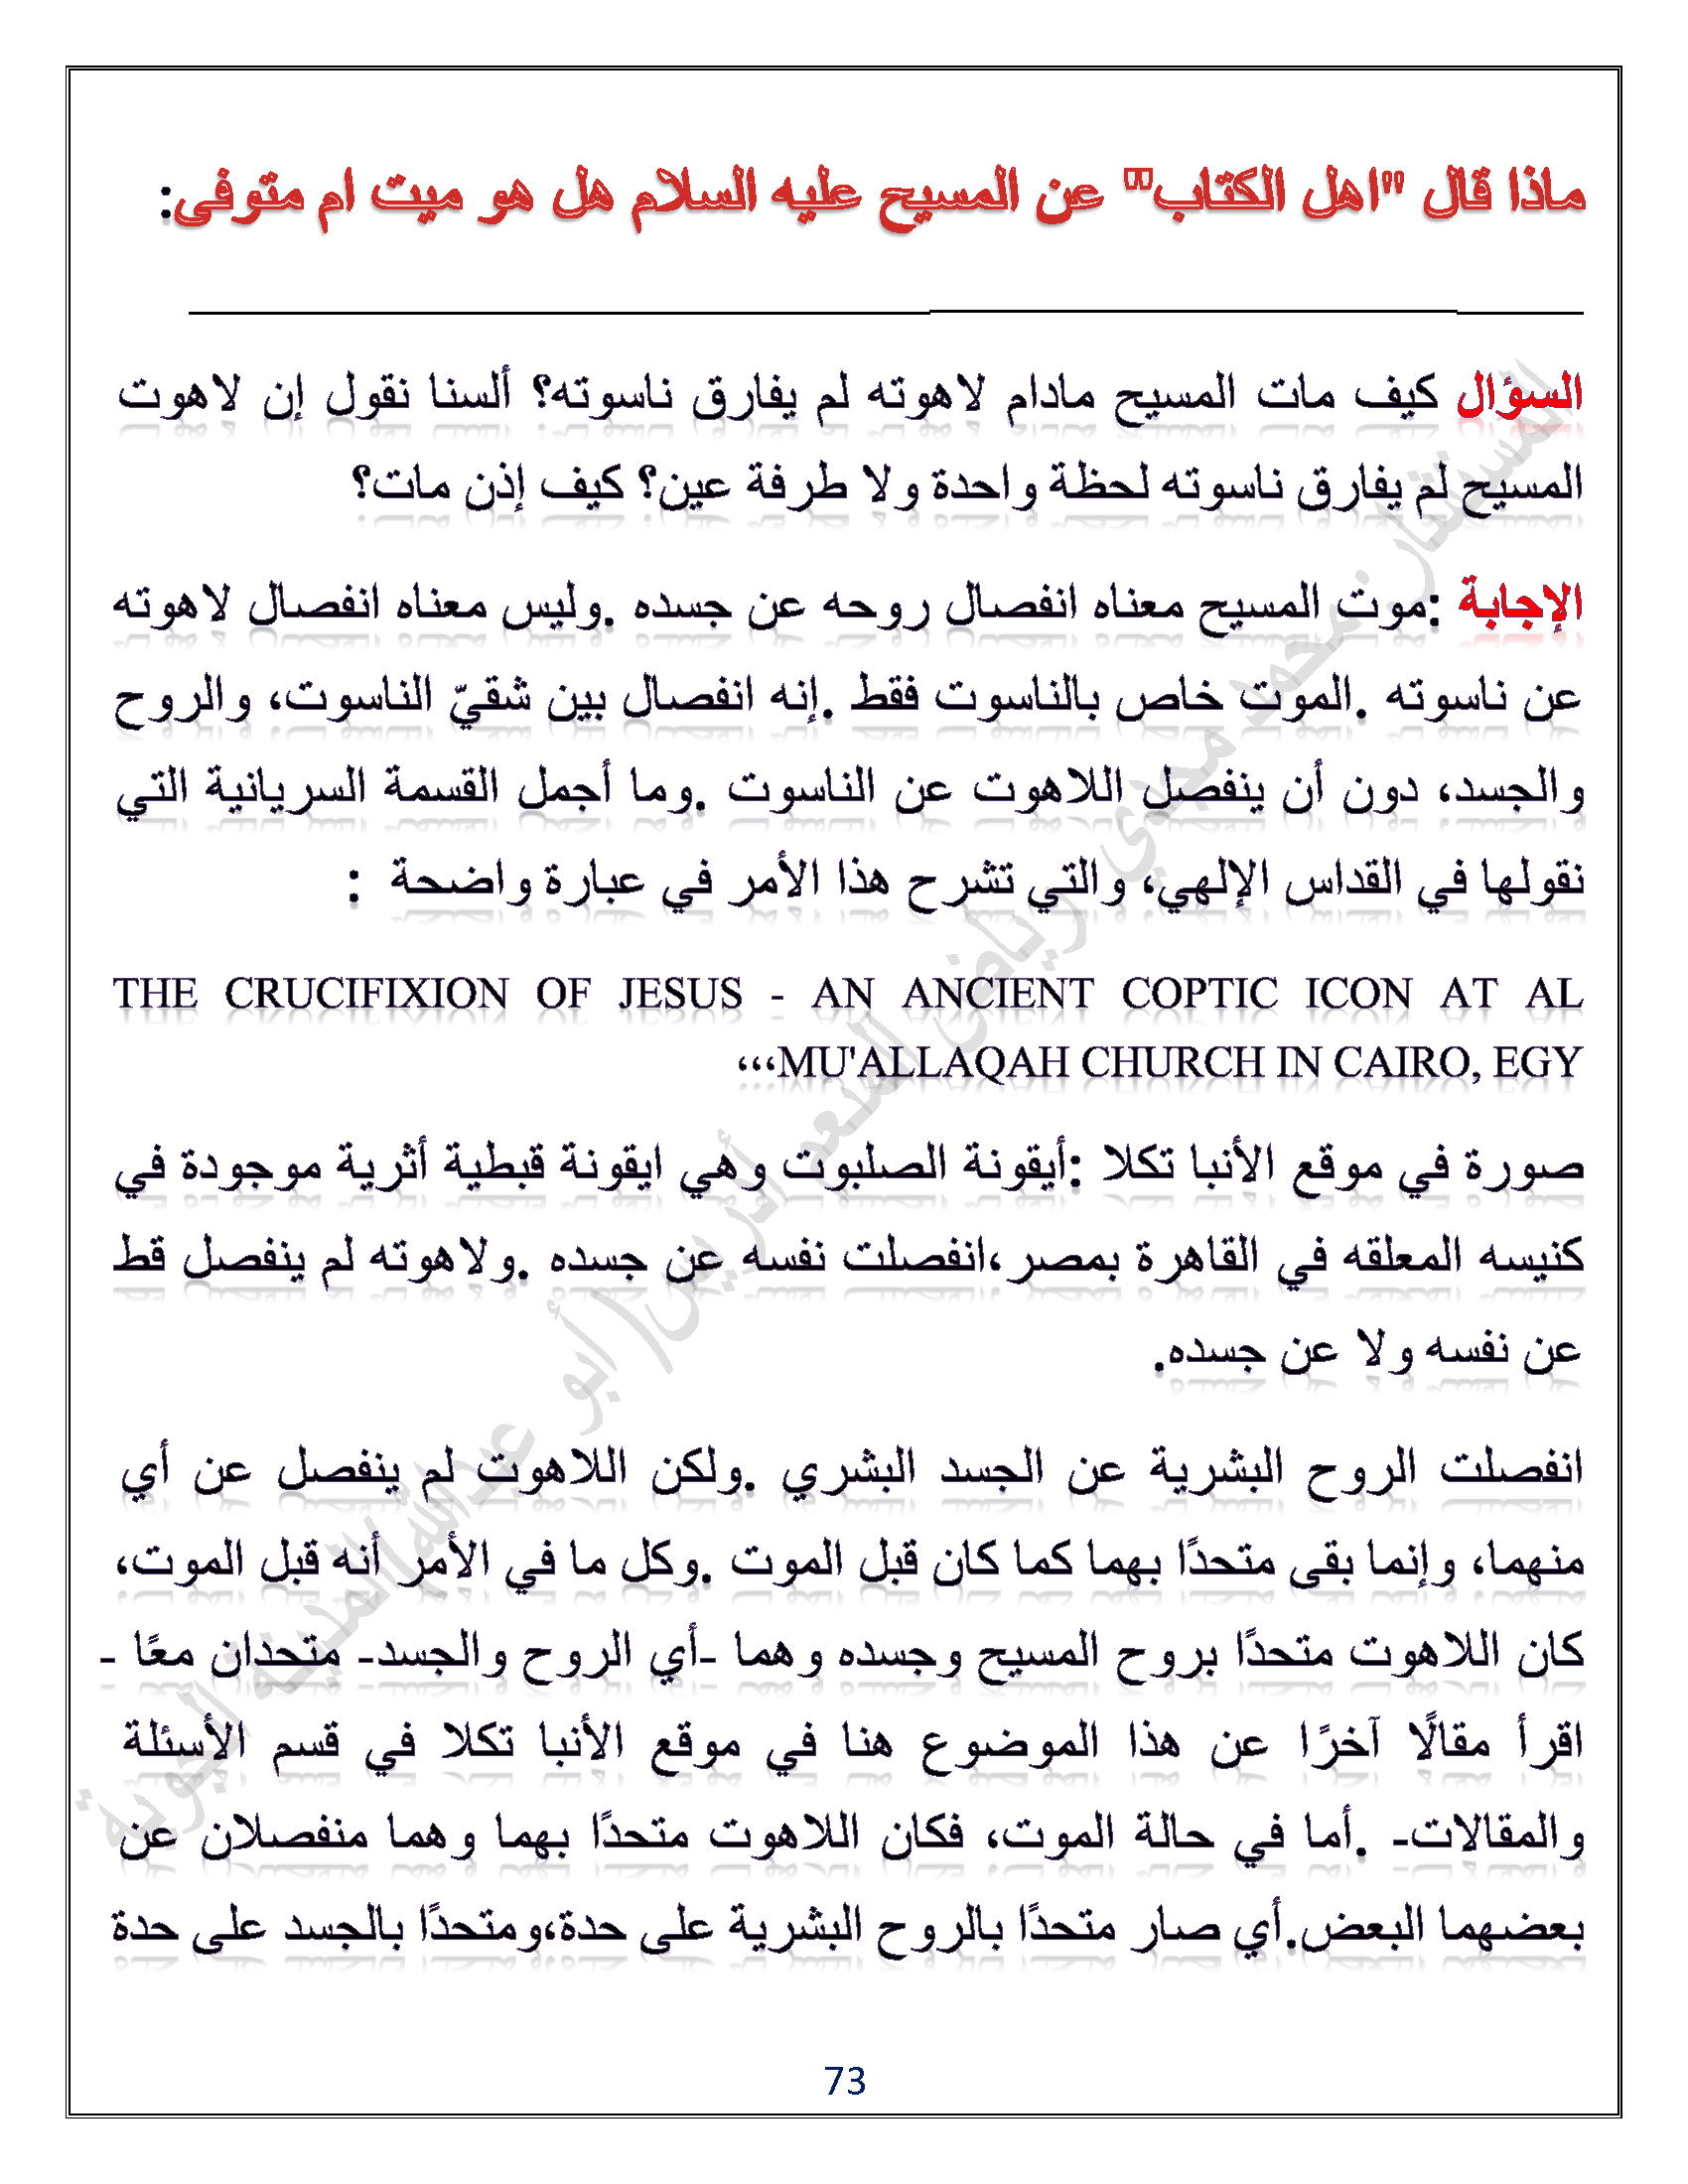 ماذا قال "اهل الكتاب" عن المسيح عليه السلام هل هو ميت ام متوفى:
السؤال كيف مات المسيح مادام لاهوته لم يفارق ناسوته؟ ألسنا نقول إن لاهوت
المسيح لم يفارق ناسوته لحظة واحدة ولا طرفة عين؟ كيف إذن مات؟
الإجابة :موت المسيح معناه انفصال روحه عن جسده .وليس معناه انفصال لاهوته
عن ناسوته .الموت خاص بالناسوت فقط .إنه انفصال بين شقيّ الناسوت، والروح
والجسد، دون أن ينفصل اللاهوت عن الناسوت .وما أجمل القسمة السريانية التي
نقولها في القداس الإلهي، والتي تشرح هذا الأمر في عبارة واضحة :
THE CRUCIFIXION OF JESUS - AN ANCIENT COPTIC ICON AT AL
MU'ALLAQAH CHURCH IN CAIRO, EGY،،،
صورة في موقع الأنبا تكلا :أيقونة الصلبوت وهي ايقونة قبطية أثرية موجودة في
كنيسه المعلقه في القاهرة بمصر،انفصلت نفسه عن جسده .ولاهوته لم ينفصل قط
عن نفسه ولا عن جسده.
انفصلت الروح البشرية عن الجسد البشري .ولكن اللاهوت لم ينفصل عن أي
منهما، وإنما بقى متحدًا بهما كما كان قبل الموت .وكل ما في الأمر أنه قبل الموت،
كان اللاهوت متحدًا بروح المسيح وجسده وهما -أي الروح والجسد- متحدان معًا -
اقرأ مقالًا آخرًا عن هذا الموضوع هنا في موقع الأنبا تكلا في قسم الأسئلة
والمقالات- .أما في حالة الموت، فكان اللاهوت متحدًا بهما وهما منفصلان عن
بعضهما البعض.أي صار متحدًا بالروح البشرية على حدة،ومتحدًا بالجسد على حدة
73